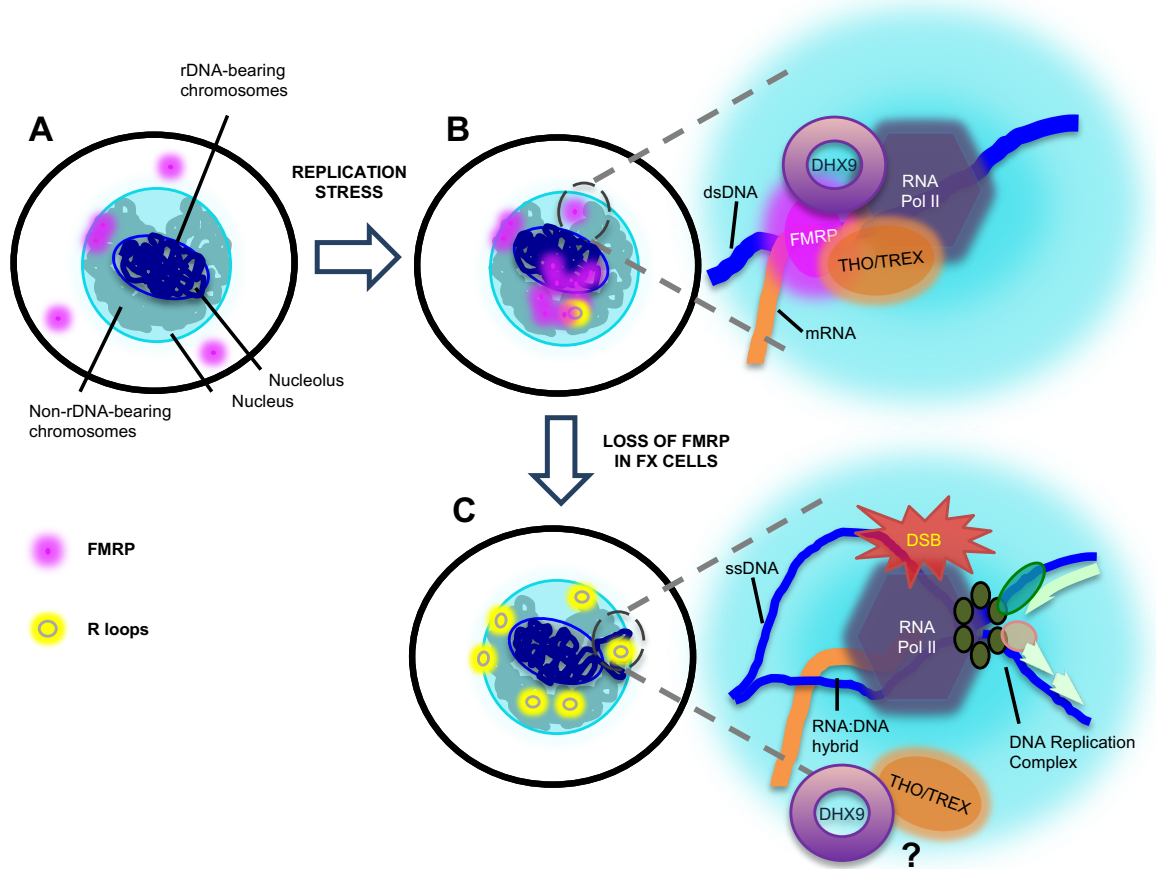 A
rDNA-bearing
chromosomes
Non-rDNA-bearing
chromosomes
Nucleus
Nucleolus
REPLICATION
STRESS
B
dsDNA
DHX9
RNA
Pol II
FMRP
THO/TREX
mRNA
LOSS OF FMRP
IN FX CELLS
FMRP
R loops
C
ssDNA
DSB
RNA
Pol II
RNA:DNA
hybrid
DNA Replication
Complex
DHX9
THO/TREX
?